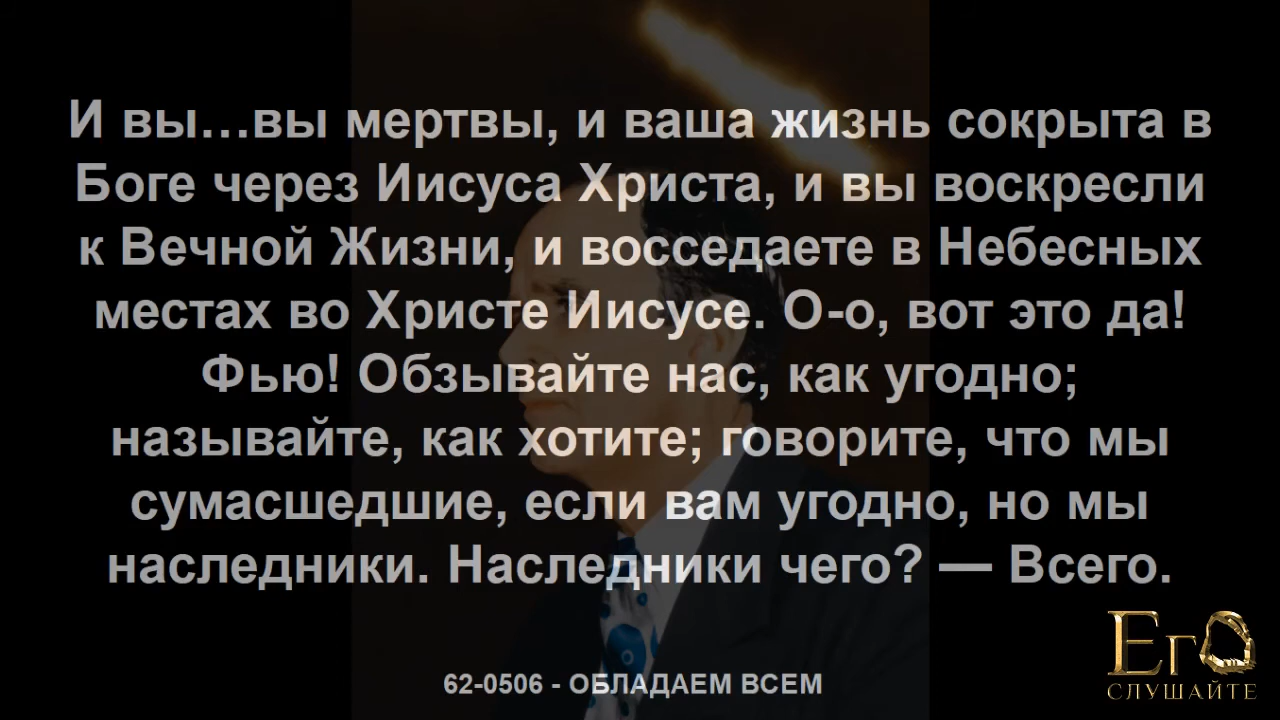 И вы…вы мертвы, и ваша жизнь сокрыта в
Боге через Иисуса Христа, и вы воскресли
к Вечной Жизни, и восседаете в Небесных
местах во Христе Иисусе. О-о, вот это да!
Фью! Обзывайте нас, как угодно;
называйте, как хотите; говорите, что мы
сумасшедшие, если вам угодно, но мы
наследники. Наследники чего? — Всего.
62-0506 - ОБЛАДАЕМ ВСЕМ
ЕгО
СЛУШАЙТЕ